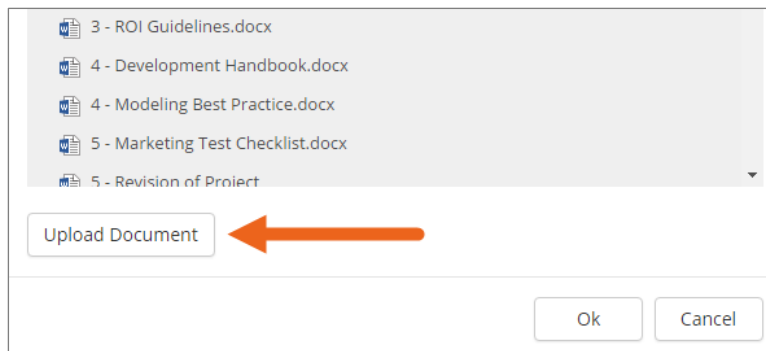 3 - ROI Guidelines.docx
4 - Development Handbook.docx
4 - Modeling Best Practice.docx
5 - Marketing Test Checklist.docx
5 - Revision of Project
Upload Document
Ok Cancel